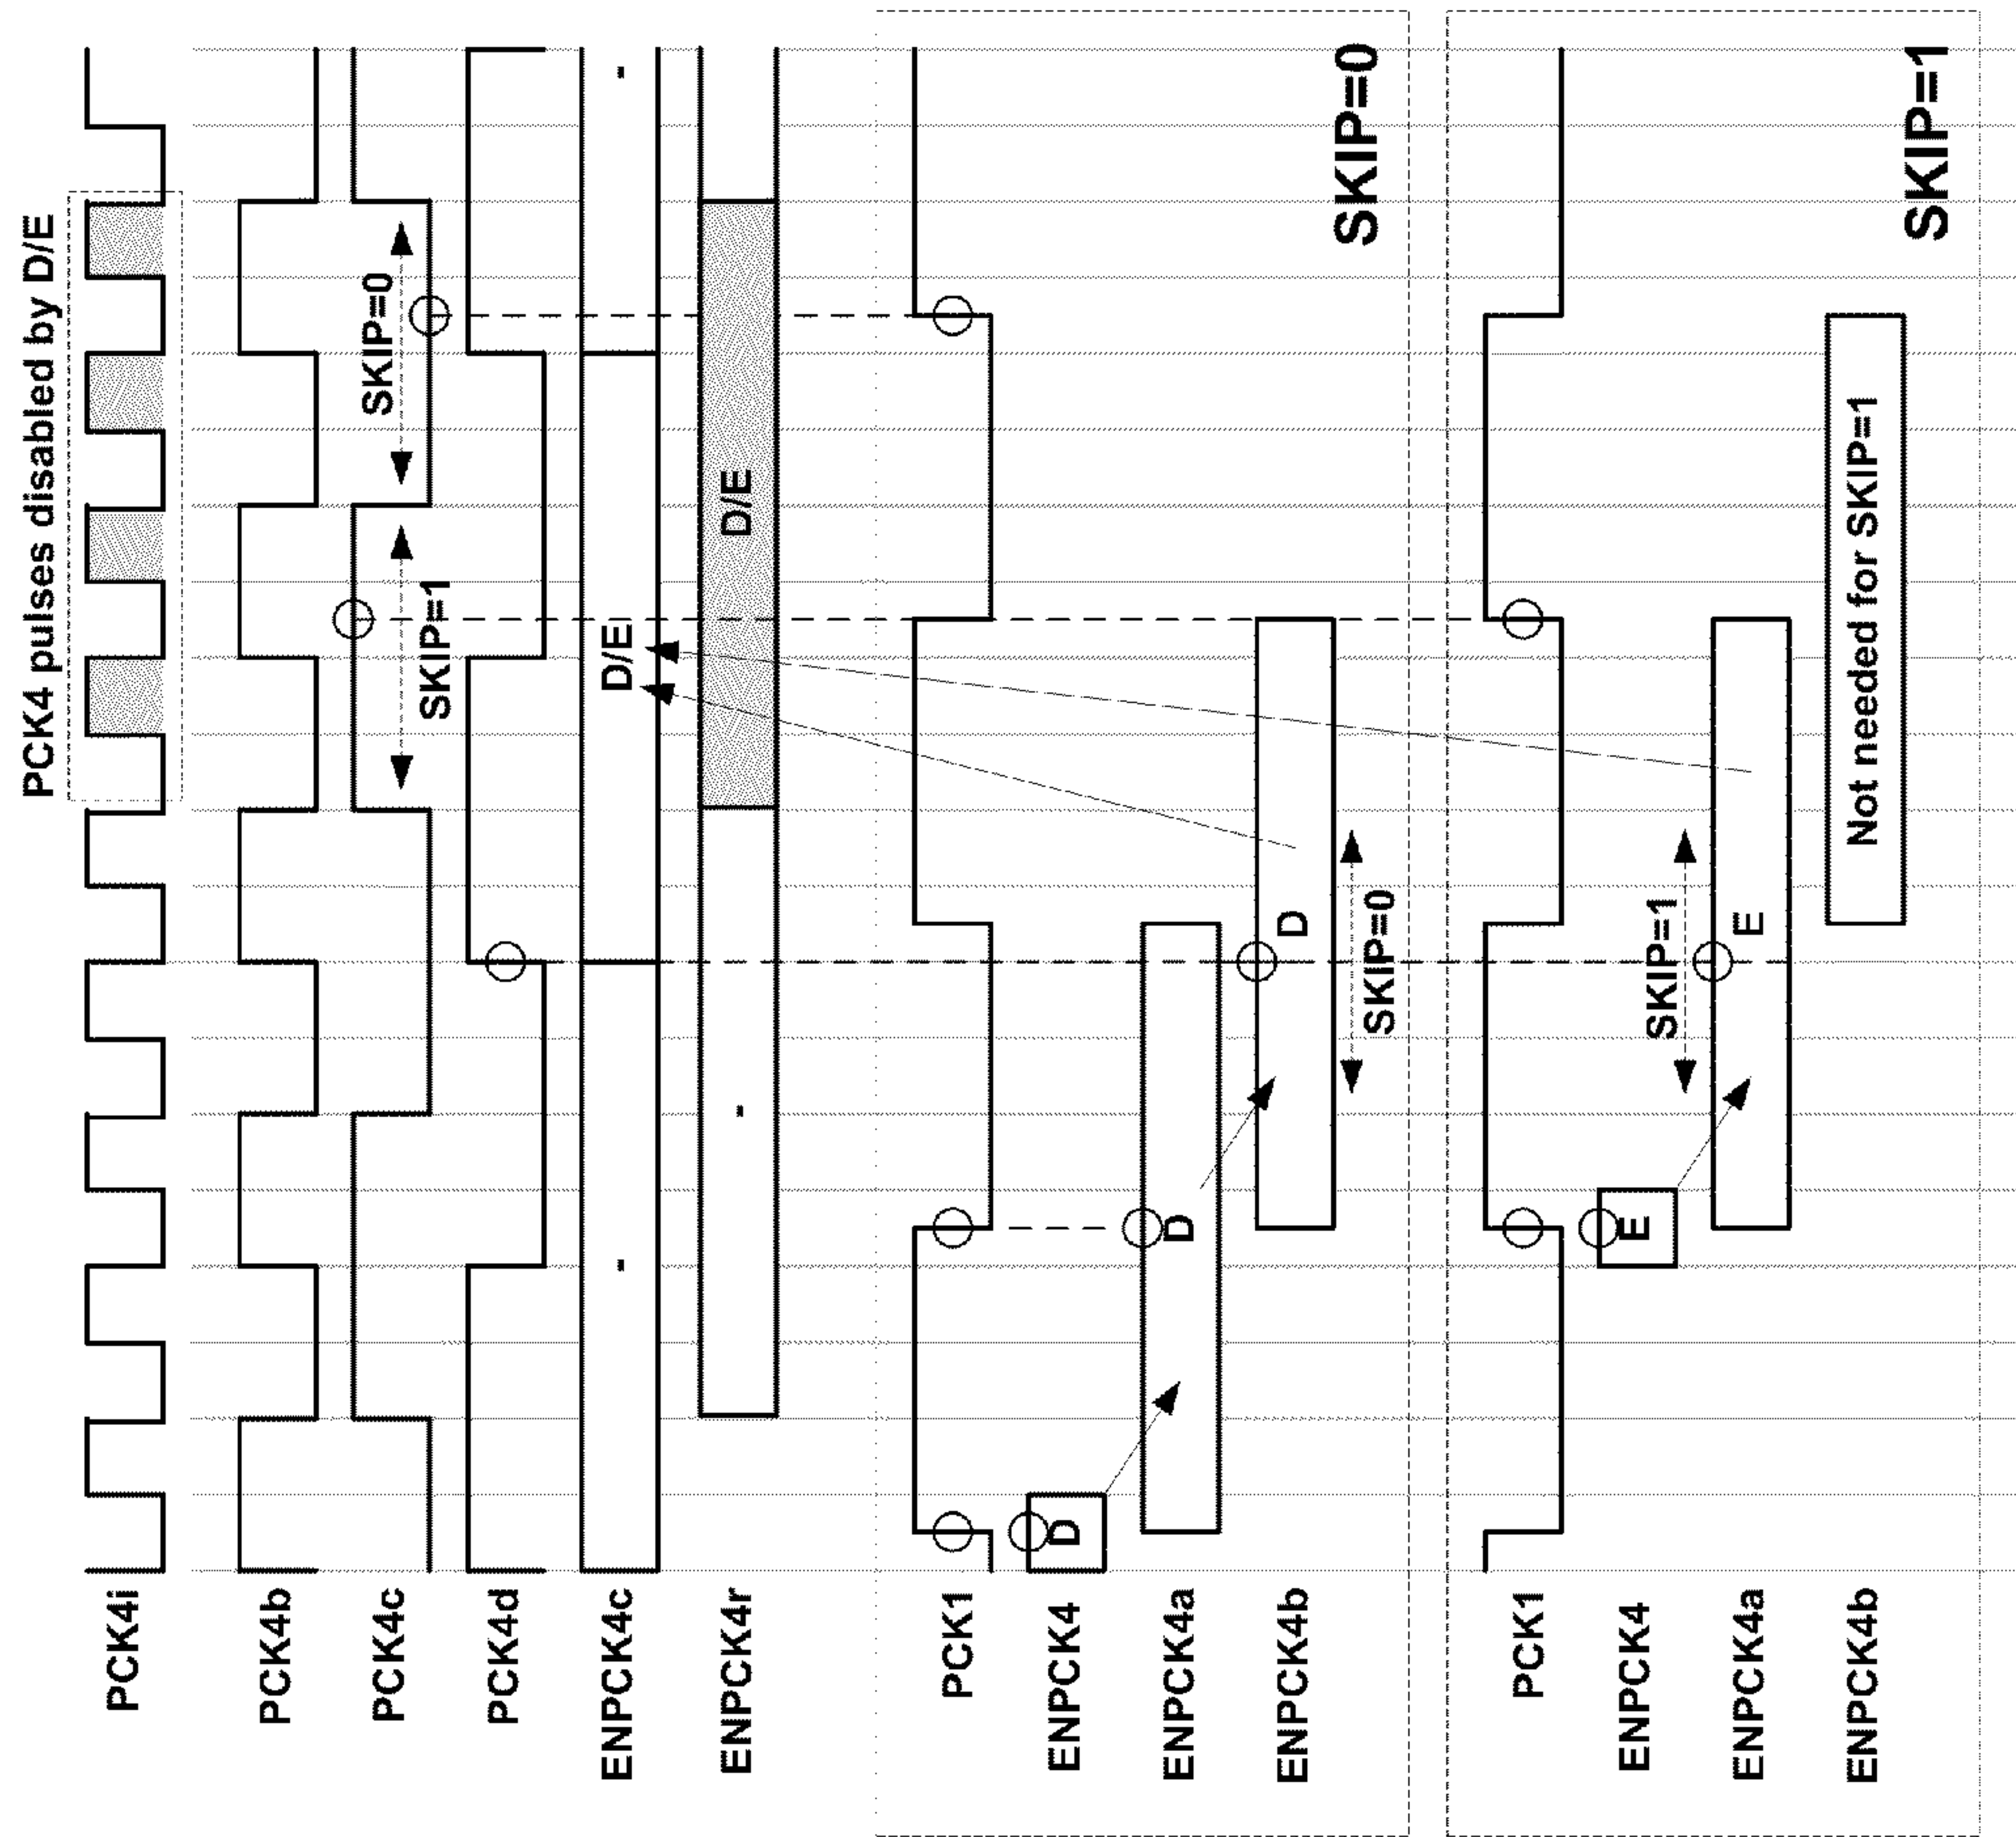 PCK4 pulses disabled by D/E
PCK4i
PCK4b
PCK4c
SKIP=1
SKIP=0
PCK4d
ENPCK4c
-
D/E
-
ENPCK4r
-
D/E
PCK1
ENPCK4
D
ENPCK4a
D
ENPCK4b
D
SKIP=0
SKIP=0
PCK1
ENPCK4
E
SKIP=1
ENPCK4a
E
ENPCK4b
Not needed for SKIP=1
SKIP=1